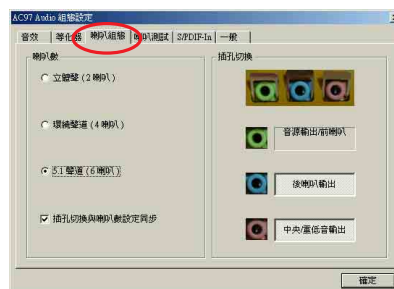 AC97 Audio 組態設定
音效 等化器 喇叭組態 喇叭測試 S/PDIF-In 一般
喇叭數
立體聲 (2 喇叭)
環繞聲道 (4 喇叭)
5.1 聲道 (6 喇叭)
插孔切換與喇叭數設定同步
插孔切換
音源輸出/前喇叭
後喇叭輸出
中央/重低音輸出
確定